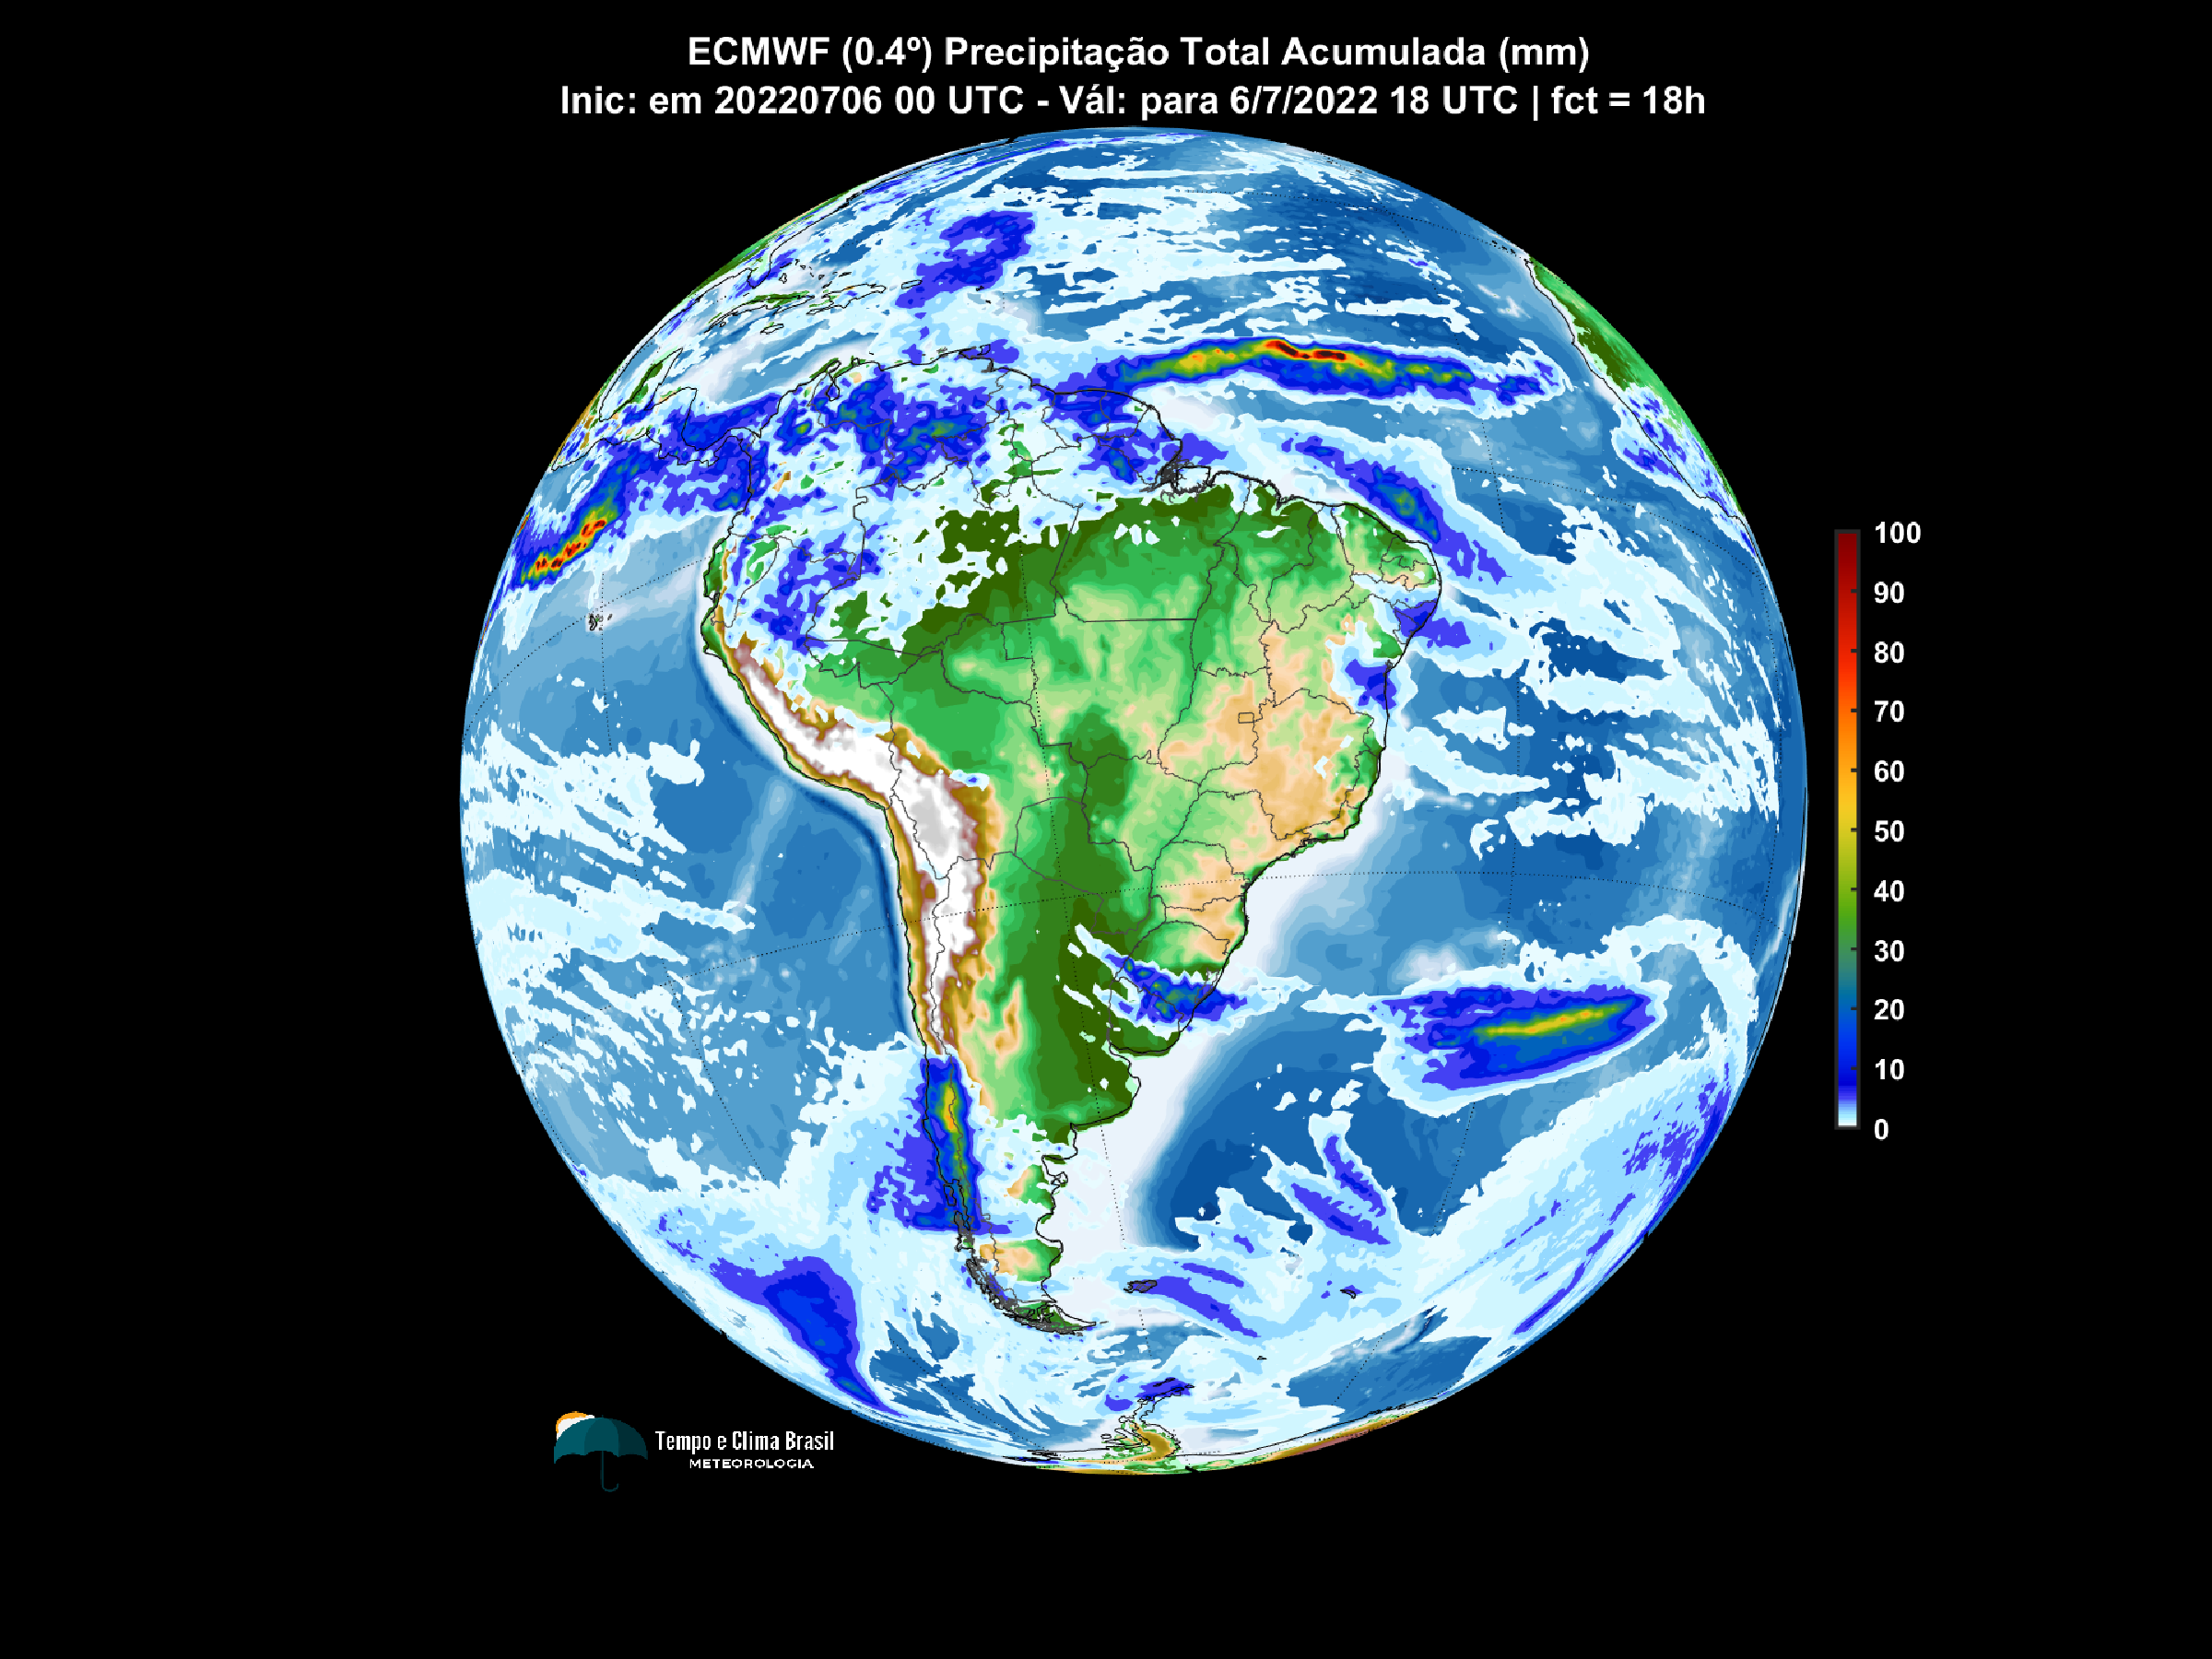 ECMWF (0.4º) Precipitação Total Acumulada (mm)
Inic: em 20220706 00 UTC - Vál: para 6/7/2022 18 UTC | fct = 18h
100
90
80
70
60
50
40
30
20
10
0
Tempo e Clima Brasil
METEOROLOGIA